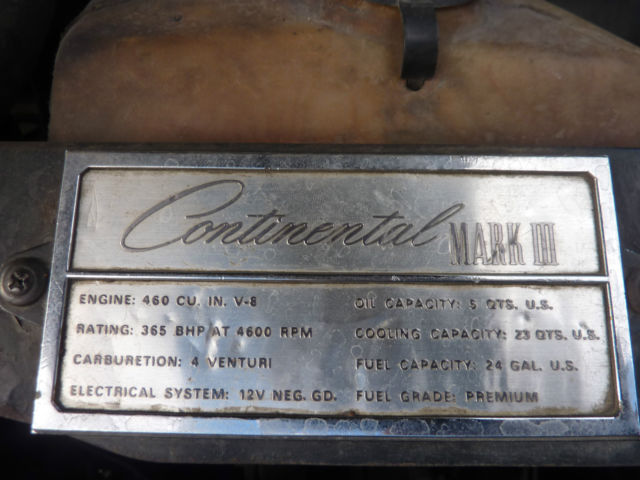 Continental MARK III
ENGINE: 460 CU. IN. V-8
RATING: 365 BHP AT 4600 RPM
CARBURETION: 4 VENTURI
ELECTRICAL SYSTEM: 12V NEG. GD.
OIL CAPACITY: 5 QTS. U.S.
COOLING CAPACITY: 23 QTS. U.S.
FUEL CAPACITY: 24 GAL. U.S.
FUEL GRADE: PREMIUM